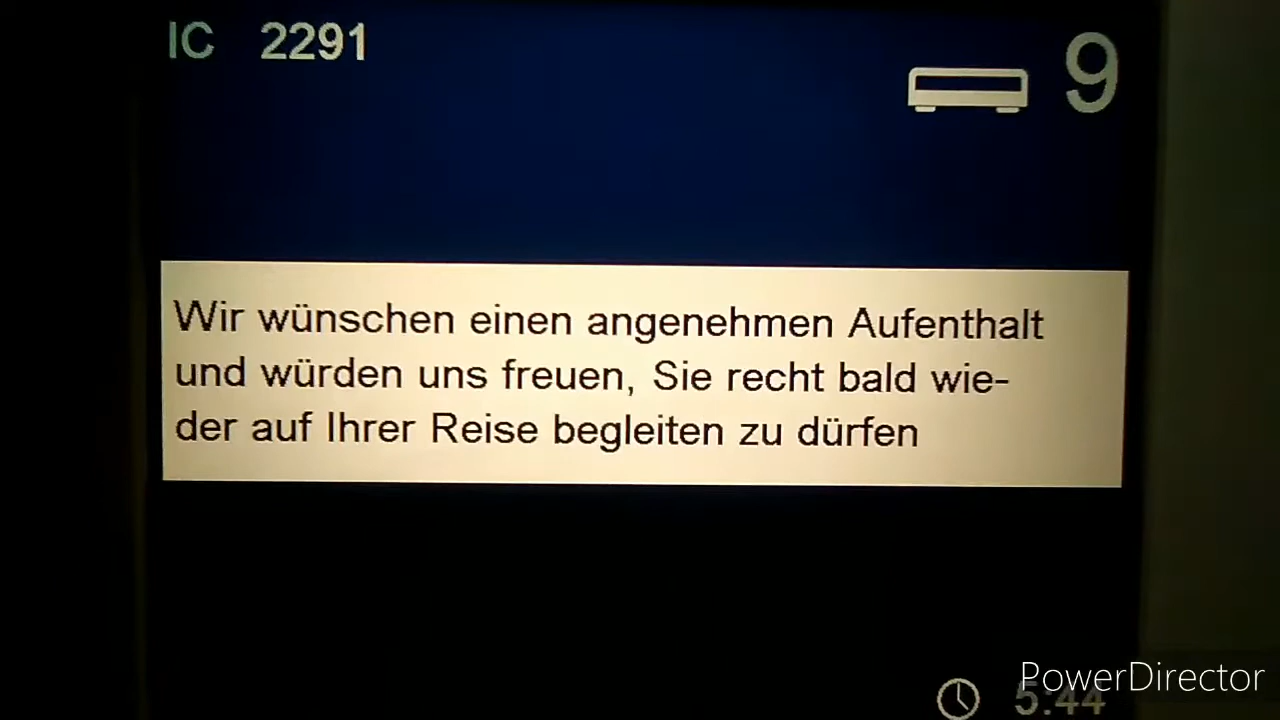 IC 2291
9
Wir wünschen einen angenehmen Aufenthalt
und würden uns freuen, Sie recht bald wie-
der auf Ihrer Reise begleiten zu dürfen
PowerDirector
5:44